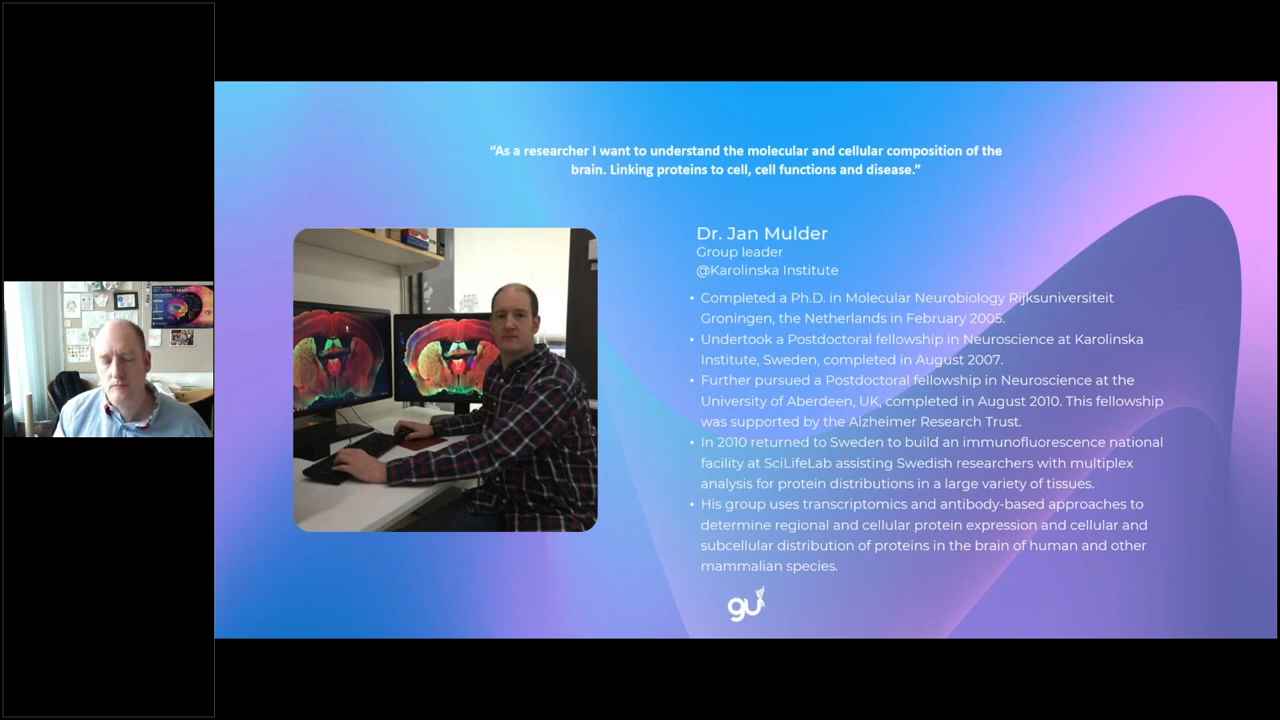 “As a researcher I want to understand the molecular and cellular composition of the
brain. Linking proteins to cell, cell functions and disease.”
Dr. Jan Mulder
Group leader
@Karolinska Institute
• Completed a Ph.D. in Molecular Neurobiology Rijksuniversiteit
Groningen, the Netherlands in February 2005.
• Undertook a Postdoctoral fellowship in Neuroscience at Karolinska
Institute, Sweden, completed in August 2007.
• Further pursued a Postdoctoral fellowship in Neuroscience at the
University of Aberdeen, UK, completed in August 2010. This fellowship
was supported by the Alzheimer Research Trust.
• In 2010 returned to Sweden to build an immunofluorescence national
facility at SciLifeLab assisting Swedish researchers with multiplex
analysis for protein distributions in a large variety of tissues.
• His group uses transcriptomics and antibody-based approaches to
determine regional and cellular protein expression and cellular and
subcellular distribution of proteins in the brain of human and other
mammalian species.
gu